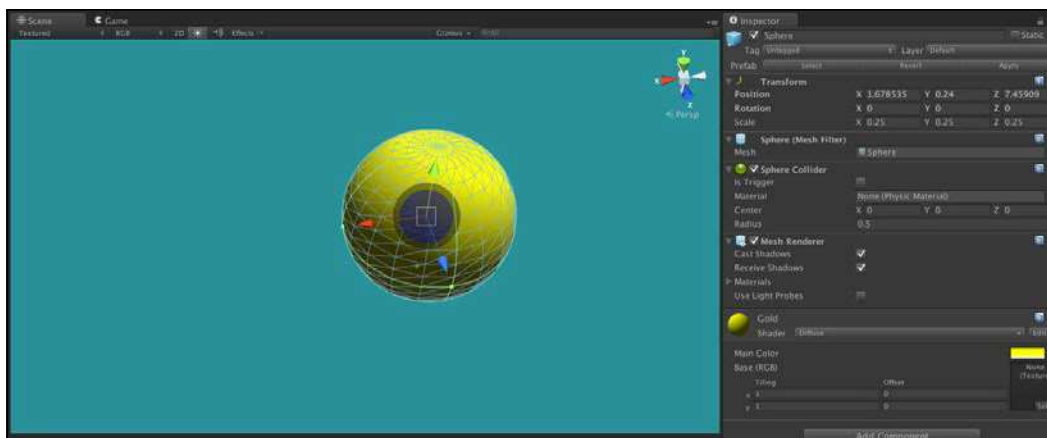 Scene Game
Textured RGB 2D Effects Gizmos
Y
X
Z
Persp
Inspector
Sphere Static
Tag Untagged Layer Default
Prefab Select Revert Apply
Transform
Position X 1.678535 Y 0.24 Z 7.45909
Rotation X 0 Y 0 Z 0
Scale X 0.25 Y 0.25 Z 0.25
Sphere (Mesh Filter)
Mesh Sphere
Sphere Collider
Is Trigger
Material None (Physic Material)
Center X 0 Y 0 Z 0
Radius 0.5
Mesh Renderer
Cast Shadows
Receive Shadows
Materials
Use Light Probes
Gold
Shader Diffuse
Main Color
Base (RGB) None
(Texture
Tiling Offset
x 1 0
y 1 0
Add Component